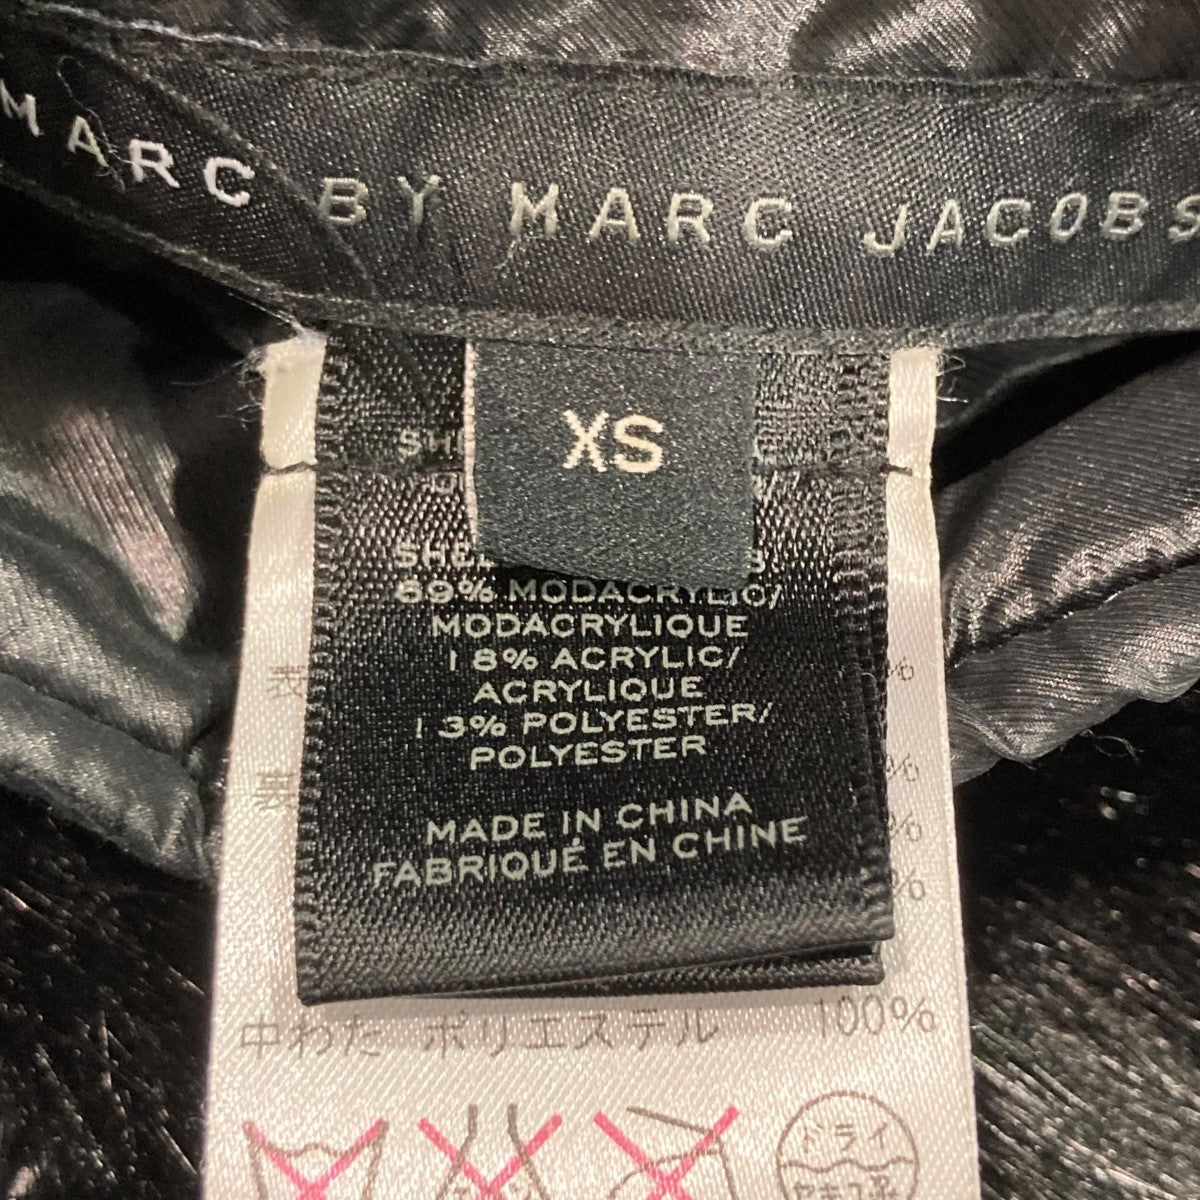 MARC BY MARC JACOBS
XS
69% MODACRYLIC/
MODACRYLIQUE
18% ACRYLIC/
ACRYLIQUE
13% POLYESTER/
POLYESTER
MADE IN CHINA
FABRIQUÉ EN CHINE
表
裏
%
%
%
%
中わた ポリエステル 100%
ドライ